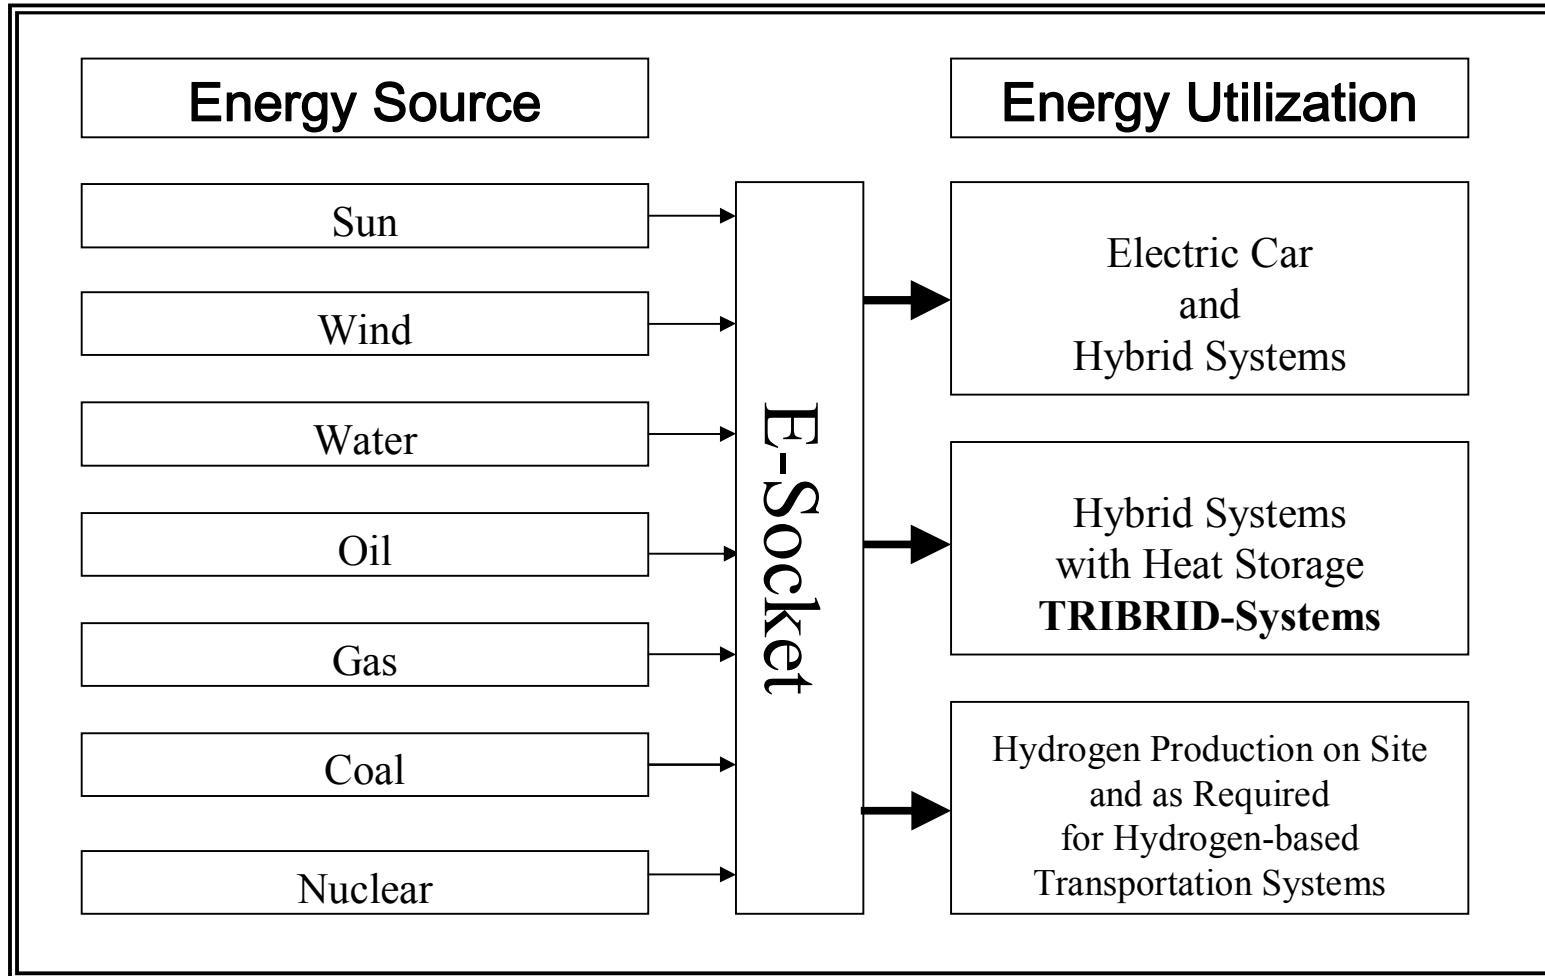 Energy Source
Energy Utilization
Sun
Wind
Water
Oil
Gas
Coal
Nuclear
E-Socket
Electric Car
and
Hybrid Systems
Hybrid Systems
with Heat Storage
TRIBRID-Systems
Hydrogen Production on Site
and as Required
for Hydrogen-based
Transportation Systems